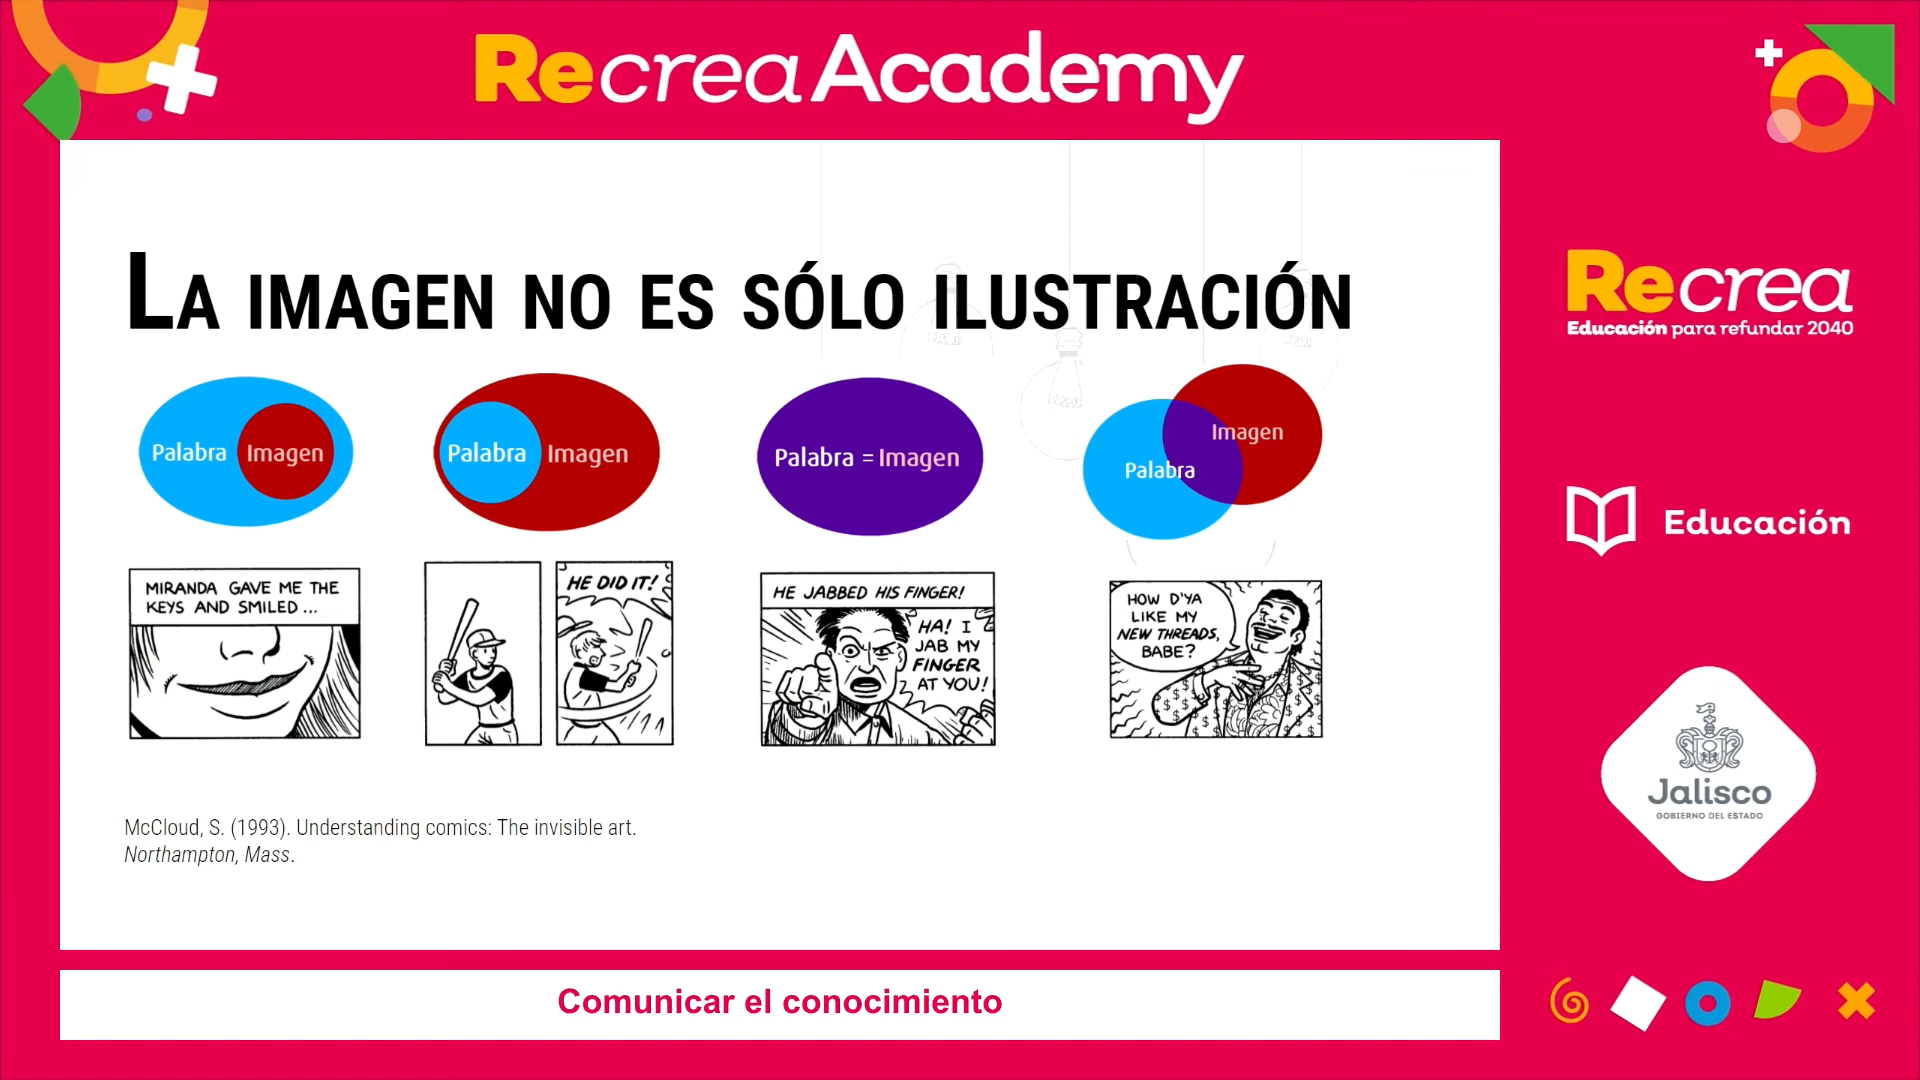 Recrea Academy
LA IMAGEN NO ES SÓLO ILUSTRACIÓN
Palabra Imagen
Palabra Imagen
Palabra = Imagen
Imagen
Palabra
MIRANDA GAVE ME THE
KEYS AND SMILED...
HE DID IT!
HE JABBED HIS FINGER!
HA! I
JAB MY
FINGER
AT YOU!
HOW D'YA
LIKE MY
NEW THREADS,
BABE?
McCloud, S. (1993). Understanding comics: The invisible art.
Northampton, Mass.
Comunicar el conocimiento
Recrea
Educación para refundar 2040
Educación
Jalisco
GOBIERNO DEL ESTADO